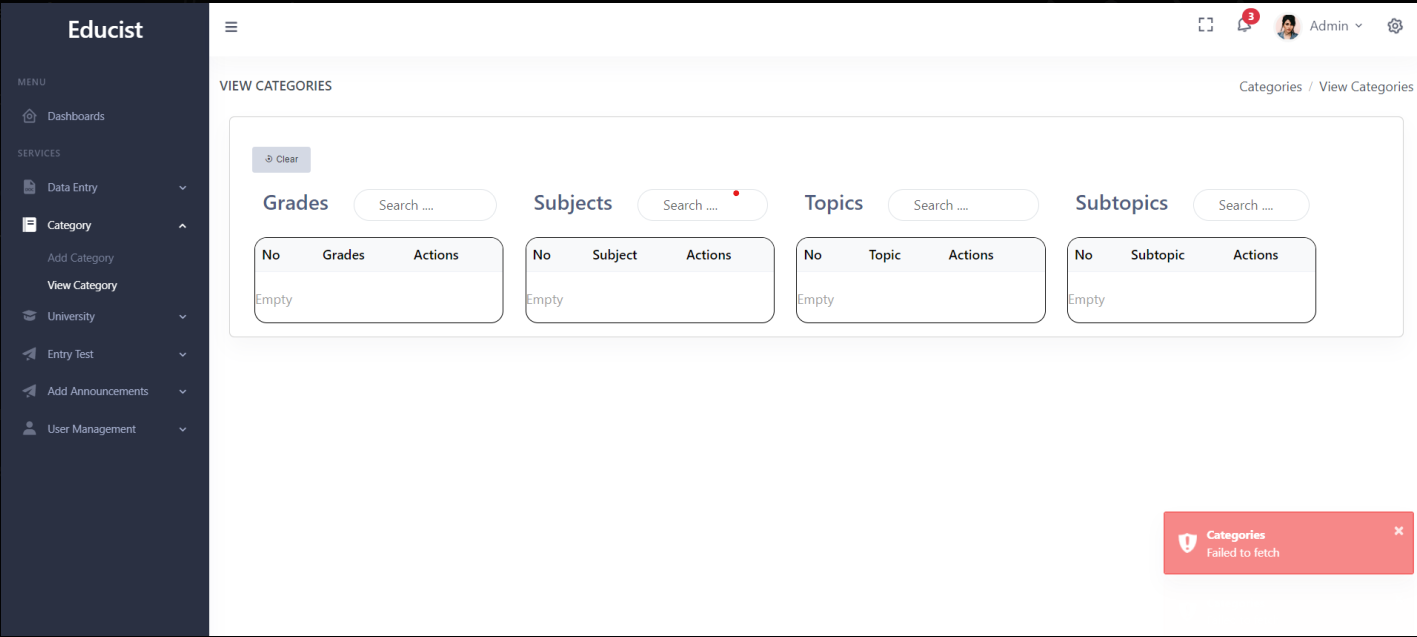 Educist
3
Admin
MENU
VIEW CATEGORIES
Categories / View Categories
Dashboards
SERVICES
Clear
Data Entry
Grades Search ....
Subjects Search ....
Topics Search ....
Subtopics Search ....
Category
No Grades Actions
No Subject Actions
No Topic Actions
No Subtopic Actions
Add Category
View Category
Empty
Empty
Empty
Empty
University
Entry Test
Add Announcements
User Management
Categories
Failed to fetch